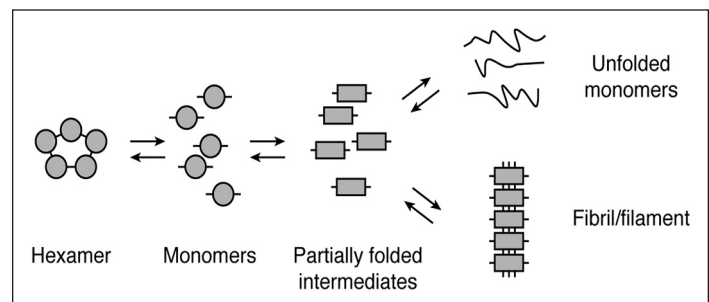 Unfolded
monomers
Fibril/filament
Hexamer
Monomers
Partially folded
intermediates